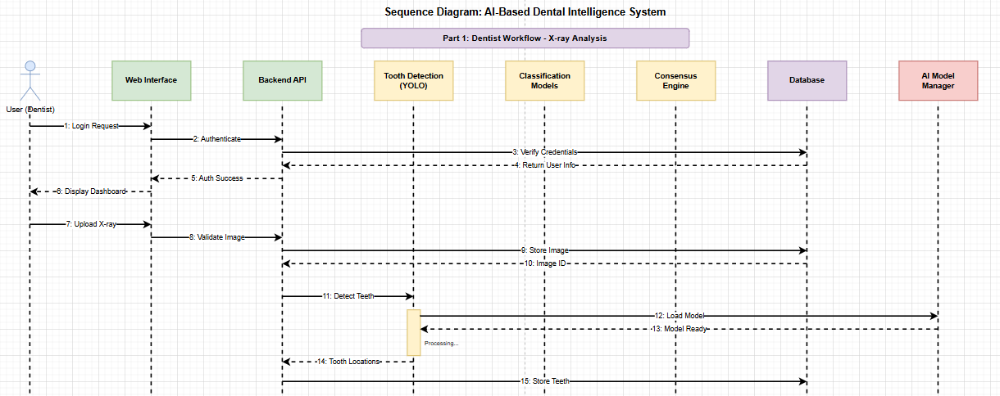 Sequence Diagram: AI-Based Dental Intelligence System
Part 1: Dentist Workflow - X-ray Analysis
User (Dentist)
Web Interface
Backend API
Tooth Detection
(YOLO)
Classification
Models
Consensus
Engine
Database
AI Model
Manager
1: Login Request
2: Authenticate
3: Verify Credentials
4: Return User Info
5: Auth Success
6: Display Dashboard
7: Upload X-ray
8: Validate Image
9: Store Image
10: Image ID
11: Detect Teeth
12: Load Model
13: Model Ready
Processing...
14: Tooth Locations
15: Store Teeth